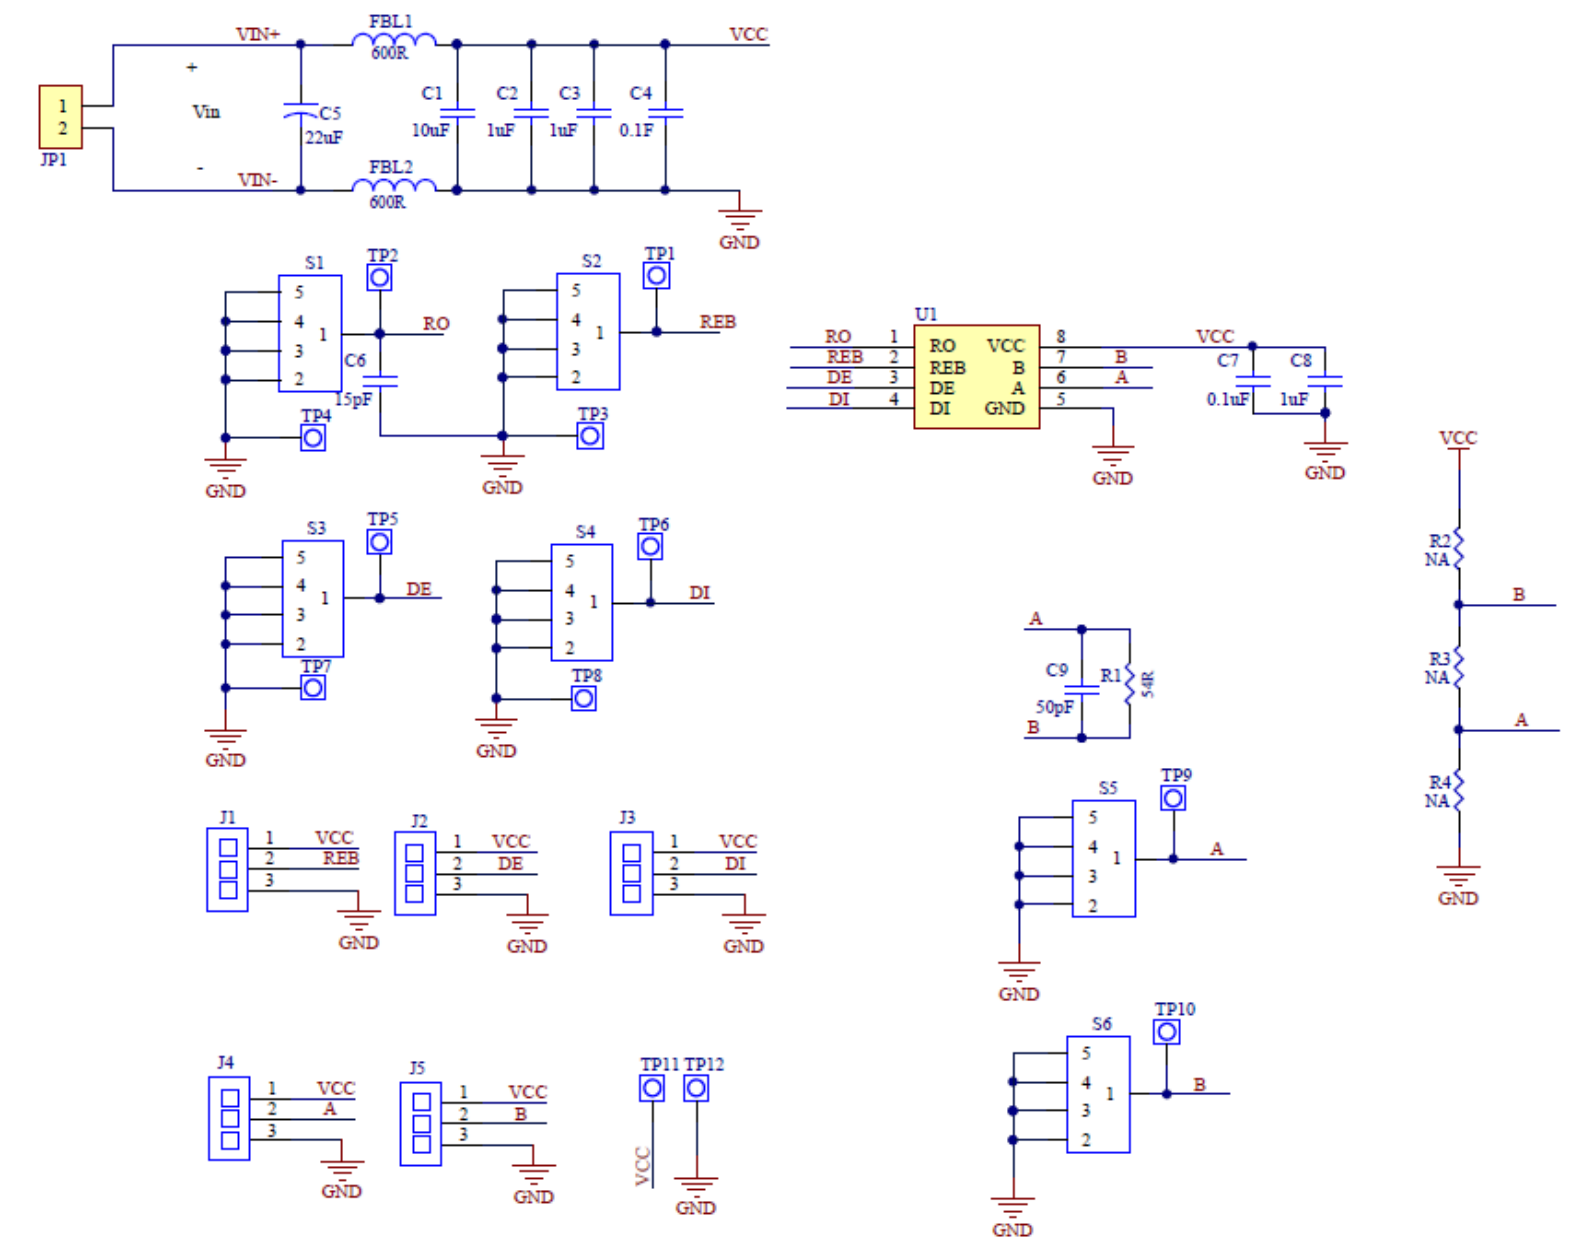 FBL1
VIN+
VCC
600R
+
C1
C2
C3
C4
1
Vin
C5
2
10uF
1uF
1uF
0.1F
22uF
JP1
-
FBL2
VIN-
600R
GND
S1
TP2
5
4
1
RO
3
C6
2
15pF
TP4
GND
S2
TP1
5
4
1
REB
3
2
TP3
GND
U1
RO
1
RO
VCC
8
VCC
REB
2
REB
B
7
B
C7
C8
DE
3
DE
A
6
A
0.1uF
1uF
DI
4
DI
GND
5
GND
GND
VCC
R2
NA
B
R3
NA
A
R4
NA
GND
S3
TP5
5
4
1
DE
3
2
TP7
GND
S4
TP6
5
4
1
DI
3
2
TP8
GND
A
C9
R1
54R
50pF
B
J1
1
VCC
2
REB
3
GND
J2
1
VCC
2
DE
3
GND
J3
1
VCC
2
DI
3
GND
S5
TP9
5
4
1
A
3
2
GND
J4
1
VCC
2
A
3
GND
J5
1
VCC
2
B
3
GND
TP11
TP12
VCC
GND
S6
TP10
5
4
1
B
3
2
GND